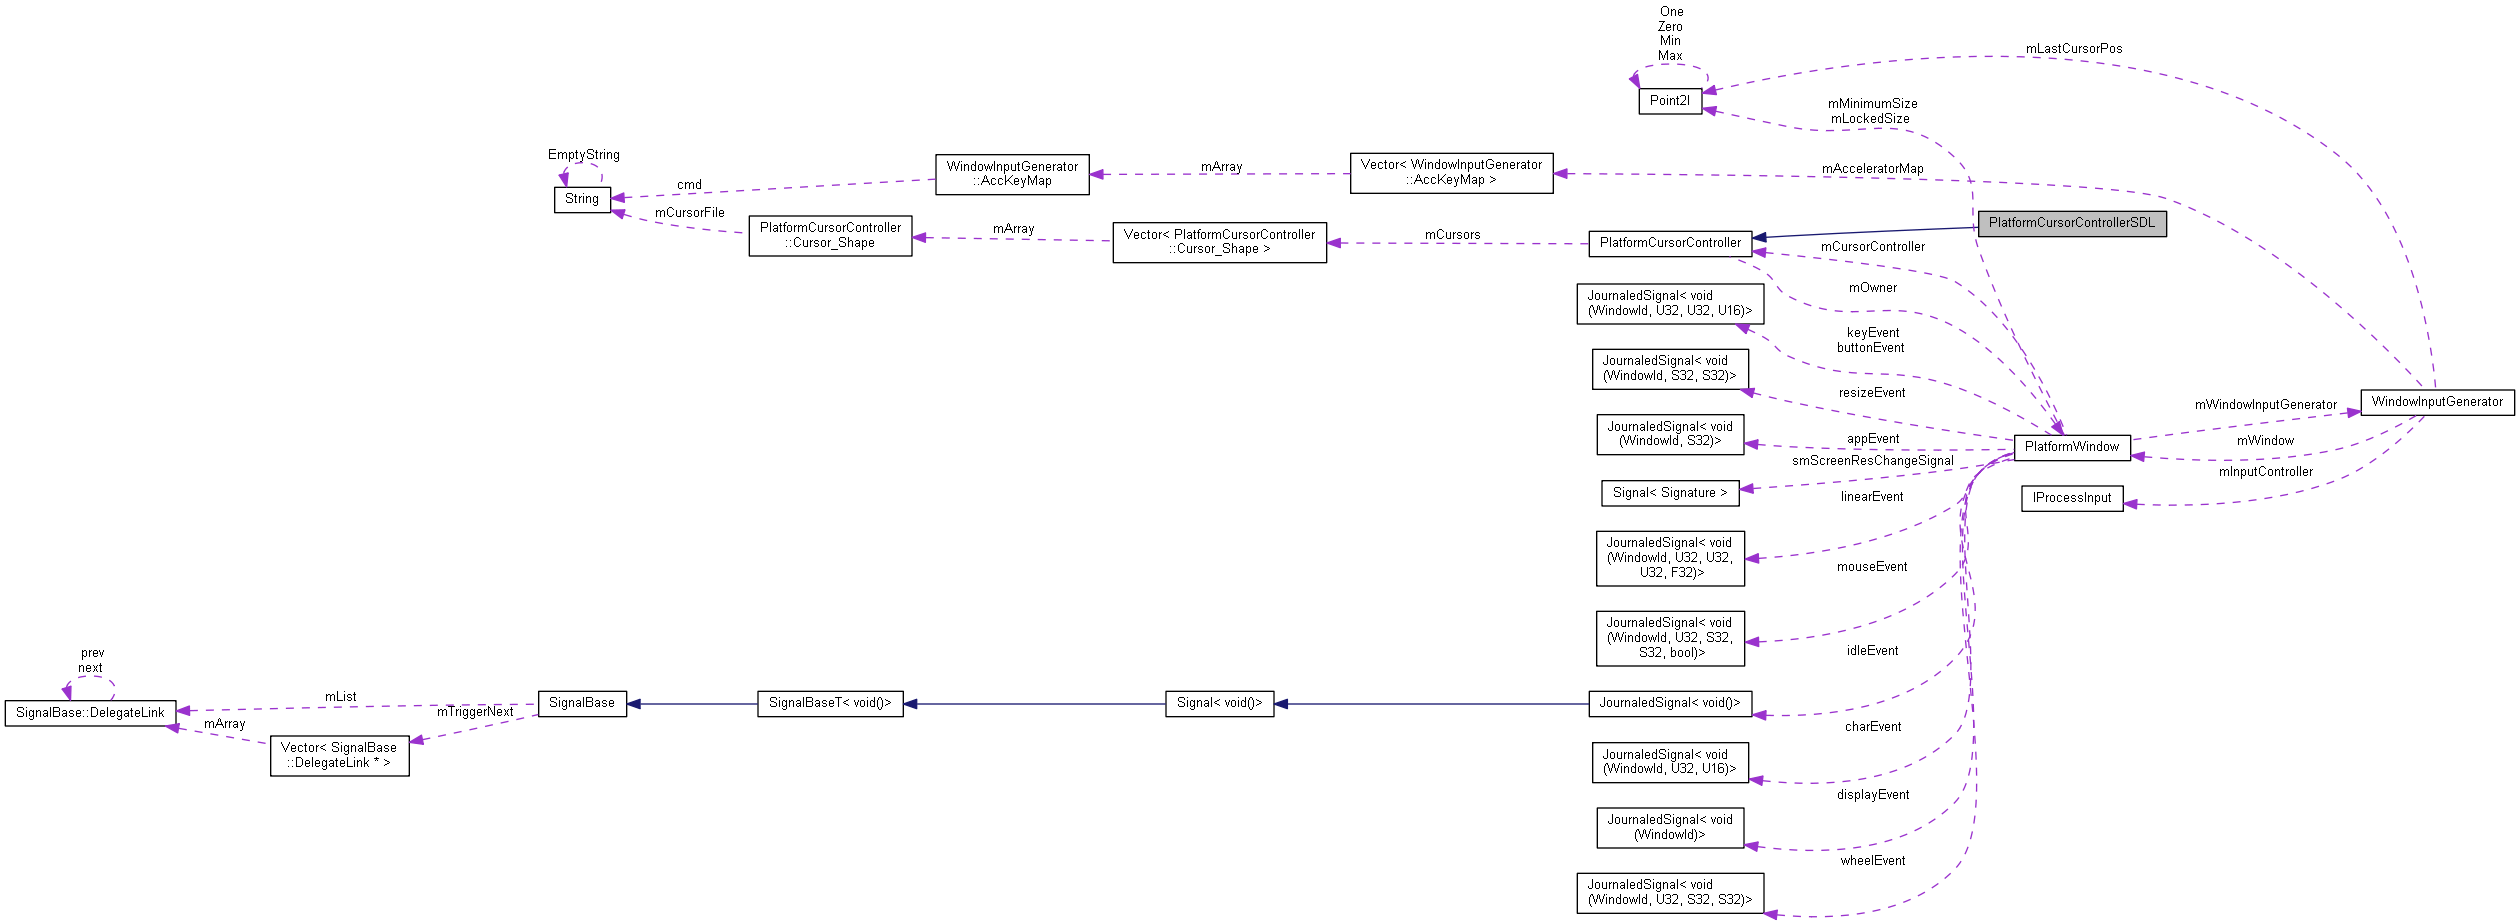 One
Zero
Min
Max
Point2I
mLastCursorPos
mMinimumSize
mLockedSize
EmptyString
String
cmd
mCursorFile
WindowInputGenerator
::AccKeyMap
mArray
Vector< WindowInputGenerator
::AccKeyMap >
mAcceleratorMap
PlatformCursorController
::Cursor_Shape
mArray
Vector< PlatformCursorController
::Cursor_Shape >
mCursors
PlatformCursorController
PlatformCursorControllerSDL
mCursorController
mOwner
JournaledSignal< void
(WindowId, U32, U32, U16)>
keyEvent
buttonEvent
JournaledSignal< void
(WindowId, S32, S32)>
resizeEvent
JournaledSignal< void
(WindowId, S32)>
appEvent
smScreenResChangeSignal
Signal< Signature >
linearEvent
PlatformWindow
mWindowInputGenerator
WindowInputGenerator
mWindow
mInputController
IProcessInput
JournaledSignal< void
(WindowId, U32, U32,
U32, F32)>
mouseEvent
JournaledSignal< void
(WindowId, U32, S32,
S32, bool)>
idleEvent
prev
next
SignalBase::DelegateLink
mList
mArray
mTriggerNext
Vector< SignalBase
::DelegateLink * >
SignalBase
SignalBaseT< void()>
Signal< void()>
JournaledSignal< void()>
charEvent
JournaledSignal< void
(WindowId, U32, U16)>
displayEvent
JournaledSignal< void
(WindowId)>
wheelEvent
JournaledSignal< void
(WindowId, U32, S32, S32)>